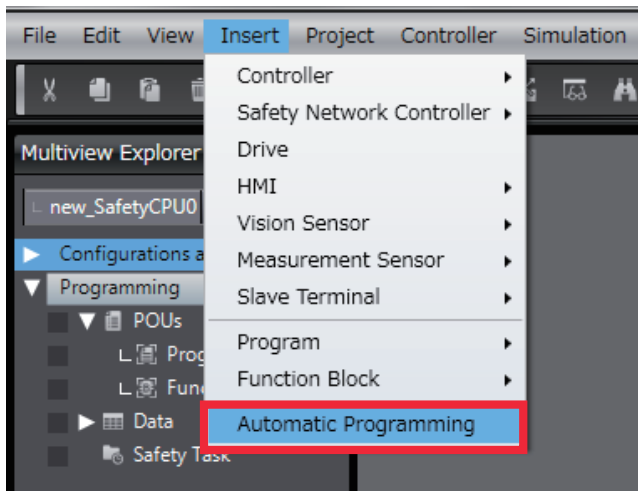 File Edit View Insert Project Controller Simulation
Controller
Safety Network Controller
Multiview Explorer
Drive
HMI
new_SafetyCPU0
Vision Sensor
Configurations a
Measurement Sensor
Programming
Slave Terminal
POUs
Program
Prog
Function Block
Func
Data
Automatic Programming
Safety Task